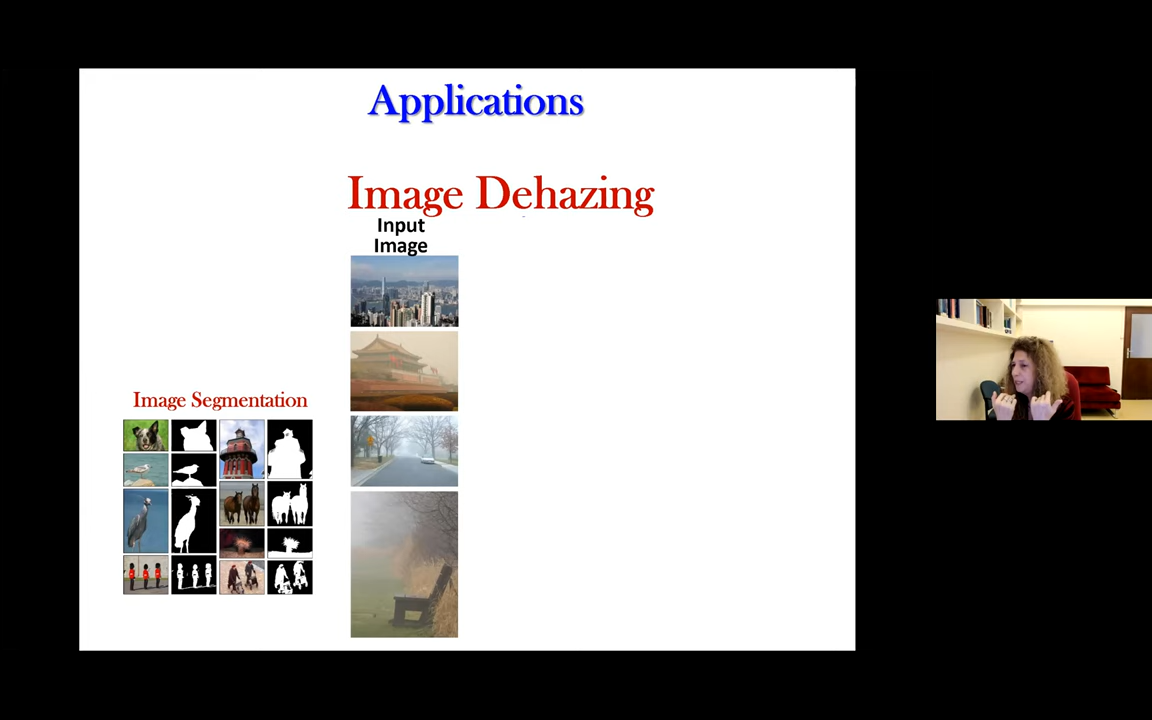 Applications
Image Dehazing
Input
Image
Image Segmentation